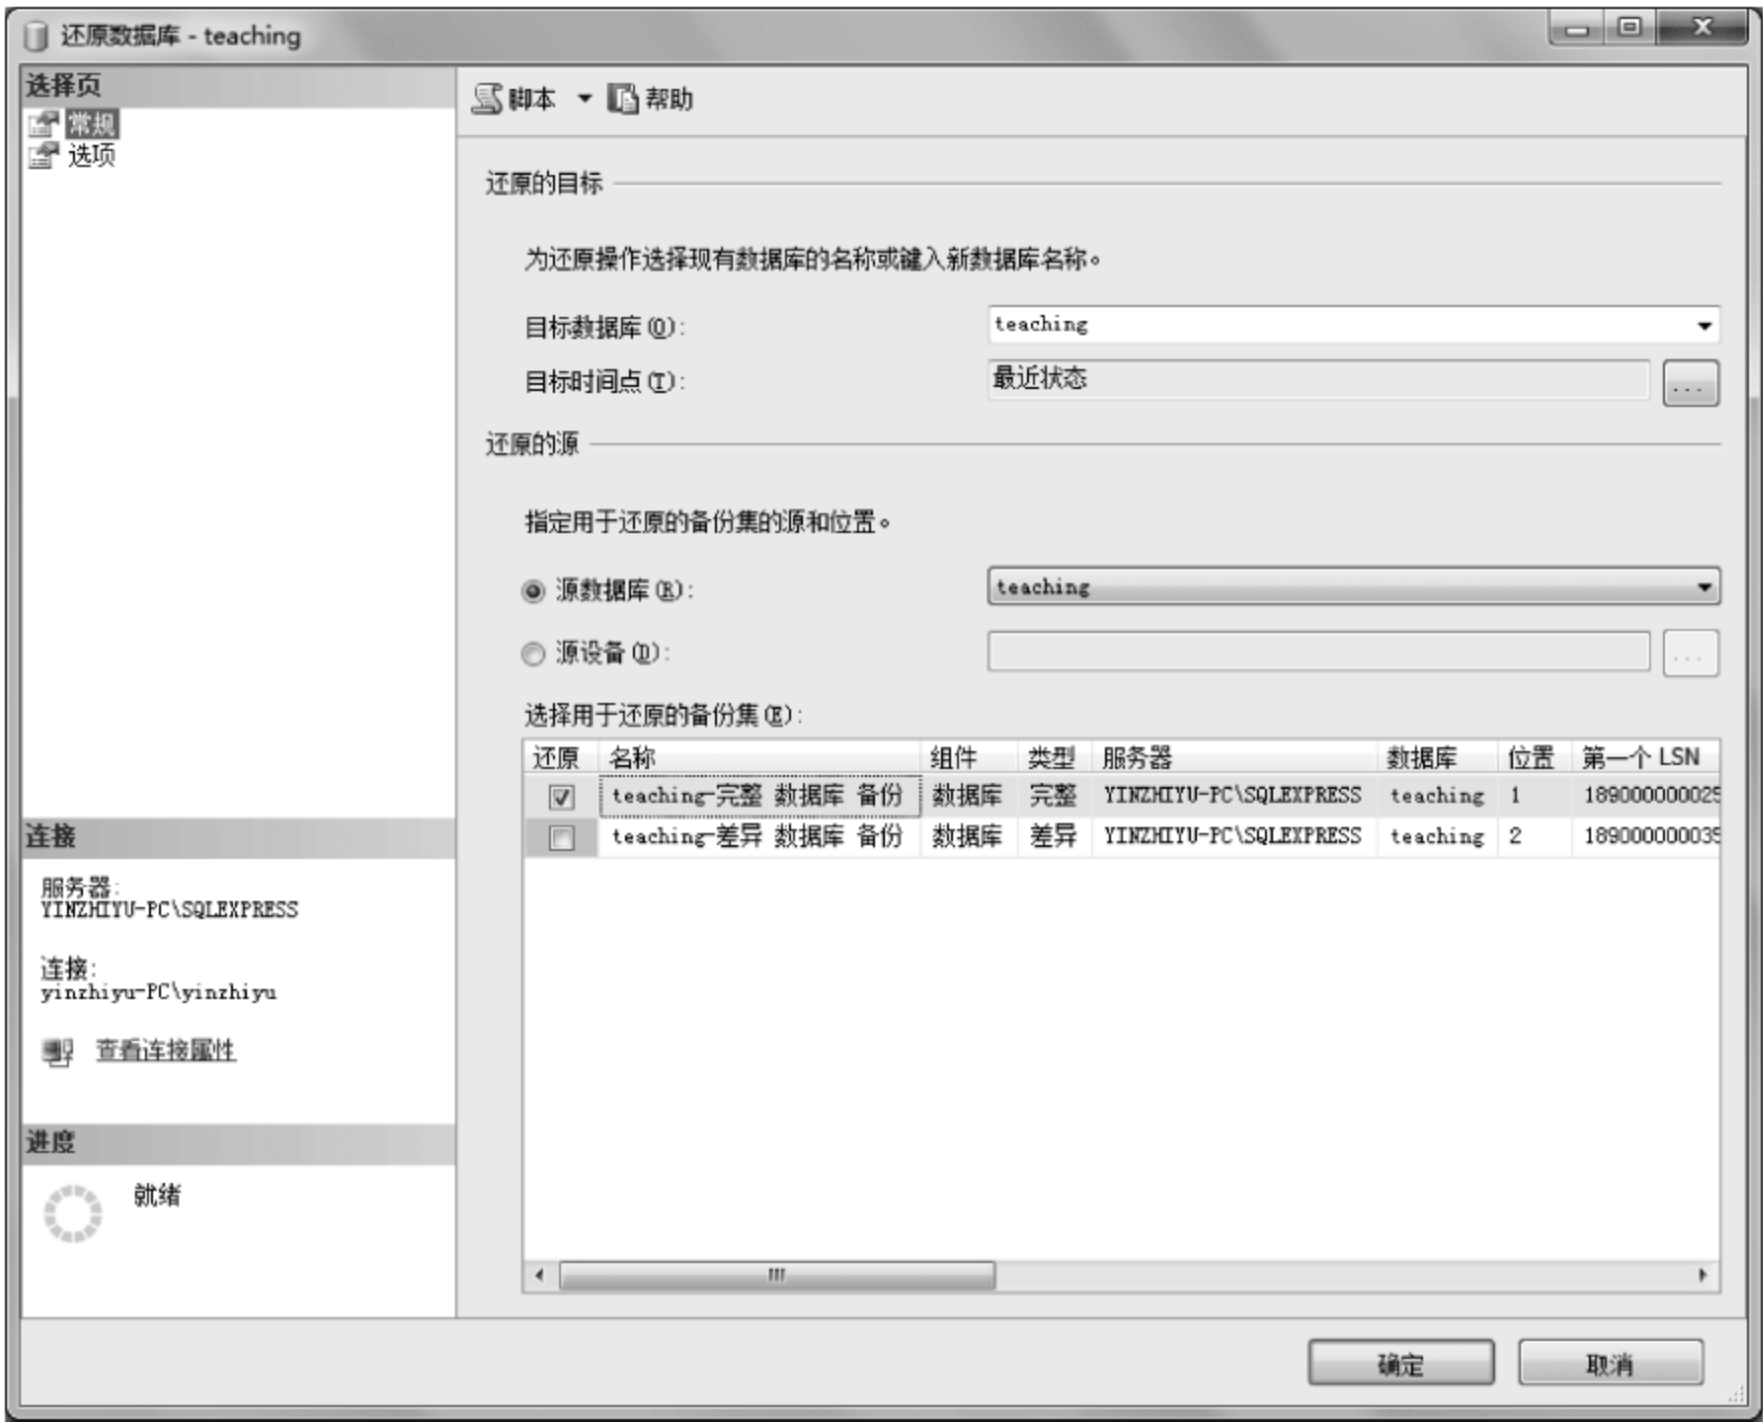 还原数据库 - teaching
选择页
常规
选项
脚本 帮助
还原的目标
为还原操作选择现有数据库的名称或键入新数据库名称。
目标数据库(O): teaching
目标时间点(T): 最近状态 ...
还原的源
指定用于还原的备份集的源和位置。
源数据库(R): teaching
源设备(D): ...
选择用于还原的备份集(E):
还原 名称 组件 类型 服务器 数据库 位置 第一个 LSN
teaching-完整 数据库 备份 数据库 完整 YINZHIYU-PC\SQLEXPRESS teaching 1 189000000025
teaching-差异 数据库 备份 数据库 差异 YINZHIYU-PC\SQLEXPRESS teaching 2 189000000035
连接
服务器:
YINZHIYU-PC\SQLEXPRESS
连接:
yinzhiyu-PC\yinzhiyu
查看连接属性
进度
就绪
确定 取消